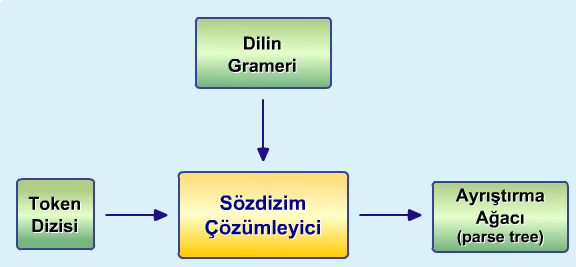 Dilin
Grameri
Token
Dizisi
Sözdizim
Çözümleyici
Ayrıştırma
Ağacı
(parse tree)